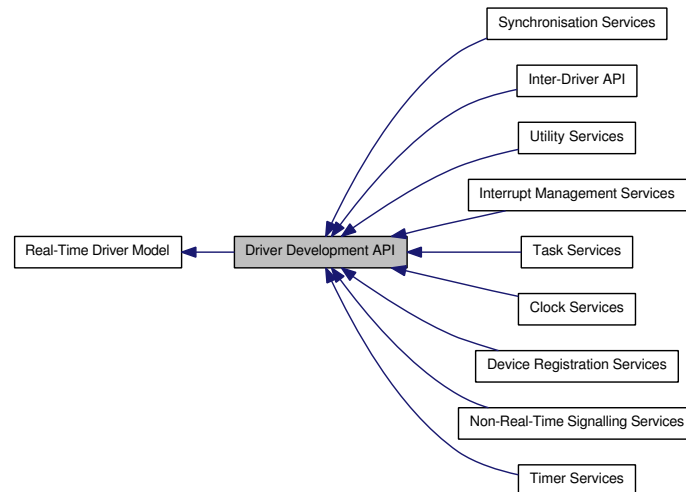 Synchronisation Services
Inter-Driver API
Utility Services
Interrupt Management Services
Real-Time Driver Model
Driver Development API
Task Services
Clock Services
Device Registration Services
Non-Real-Time Signalling Services
Timer Services